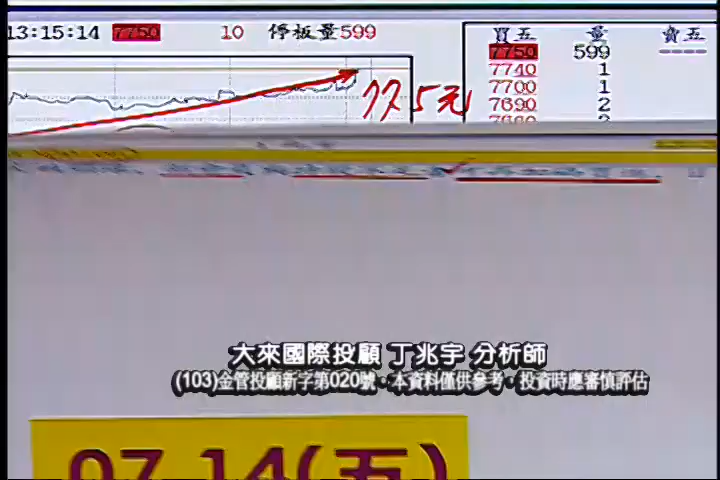 13:15:14 7750 10 停板量599
買五 量 賣五
7750 599 ----
7740 1
7700 1
7690 2
77.5元
大來國際投顧 丁兆宇 分析師
(103)金管投顧新字第020號‧本資料僅供參考‧投資時應審慎評估
07.14(五)